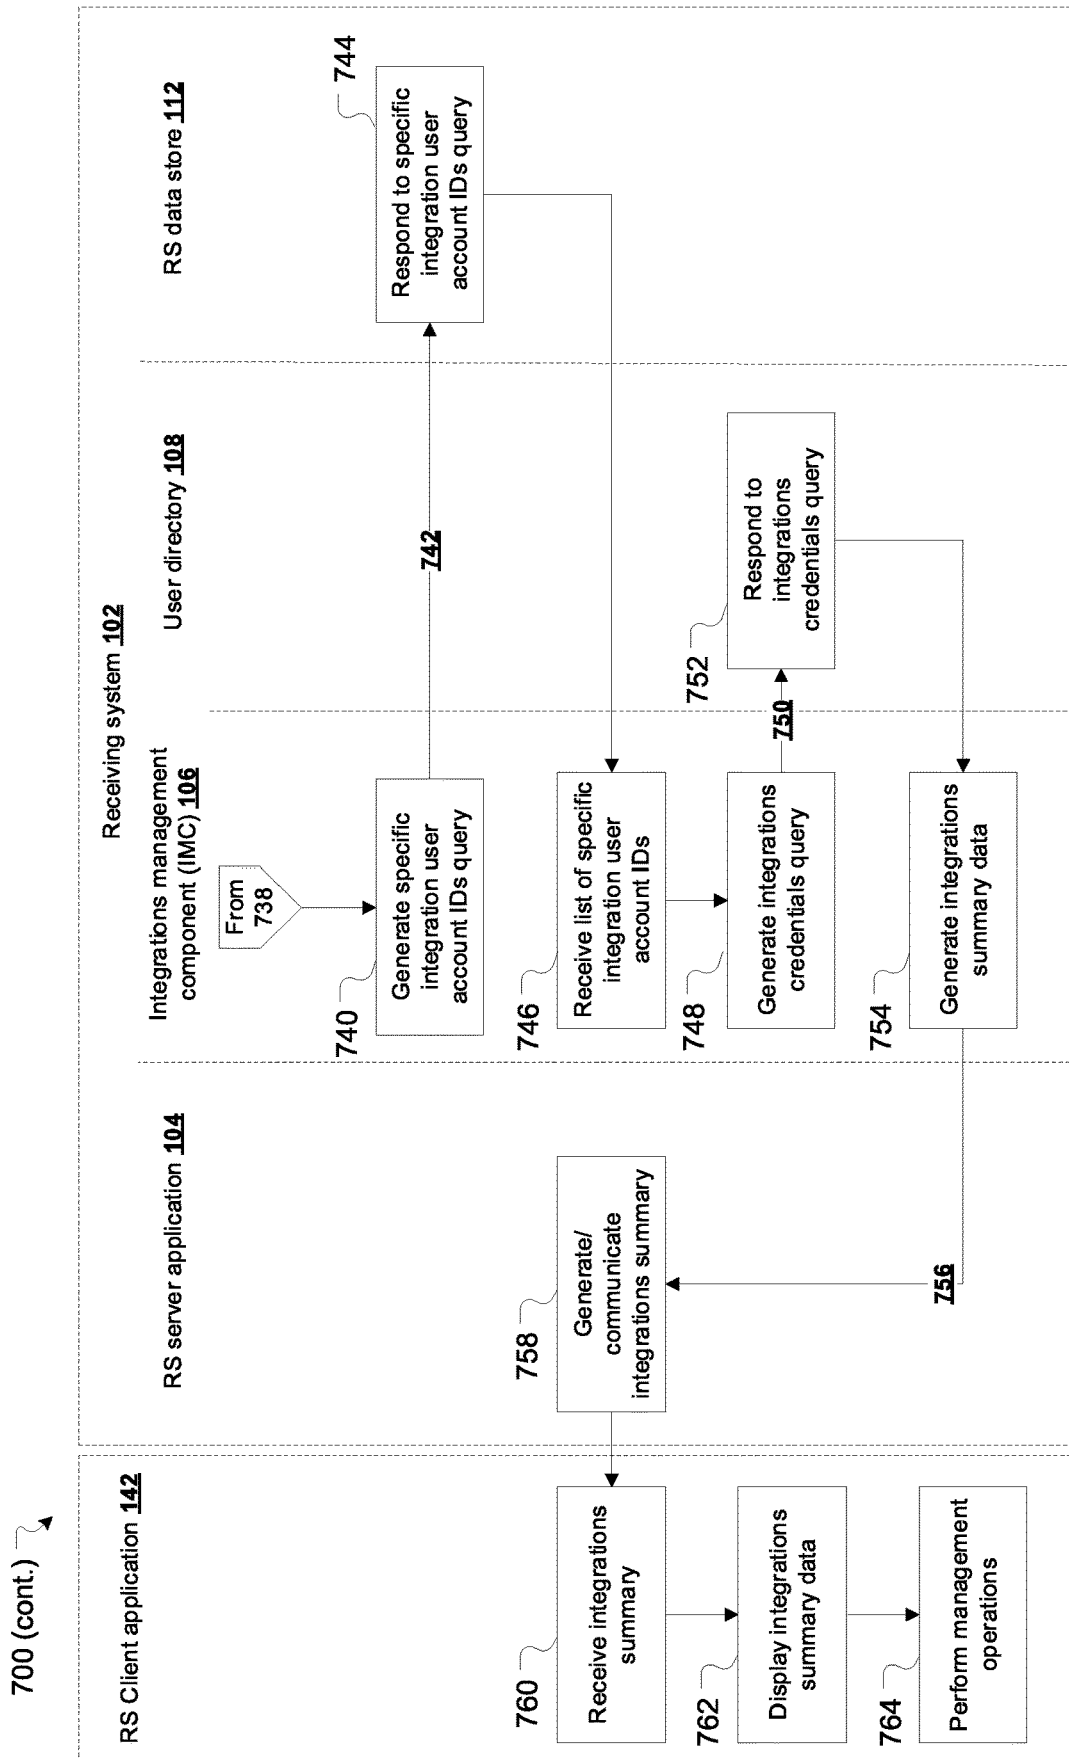 700 (cont.)
RS Client application 142
Receiving system 102
RS server application 104
Integrations management
component (IMC) 106
User directory 108
RS data store 112
From
738
740
Generate specific
integration user
account IDs query
742
744
Respond to specific
integration user
account IDs query
746
Receive list of specific
integration user
account IDs
748
Generate integrations
credentials query
750
752
Respond to
integrations
credentials query
754
Generate integrations
summary data
756
758
Generate/
communicate
integrations summary
760
Receive integrations
summary
762
Display integrations
summary data
764
Perform management
operations